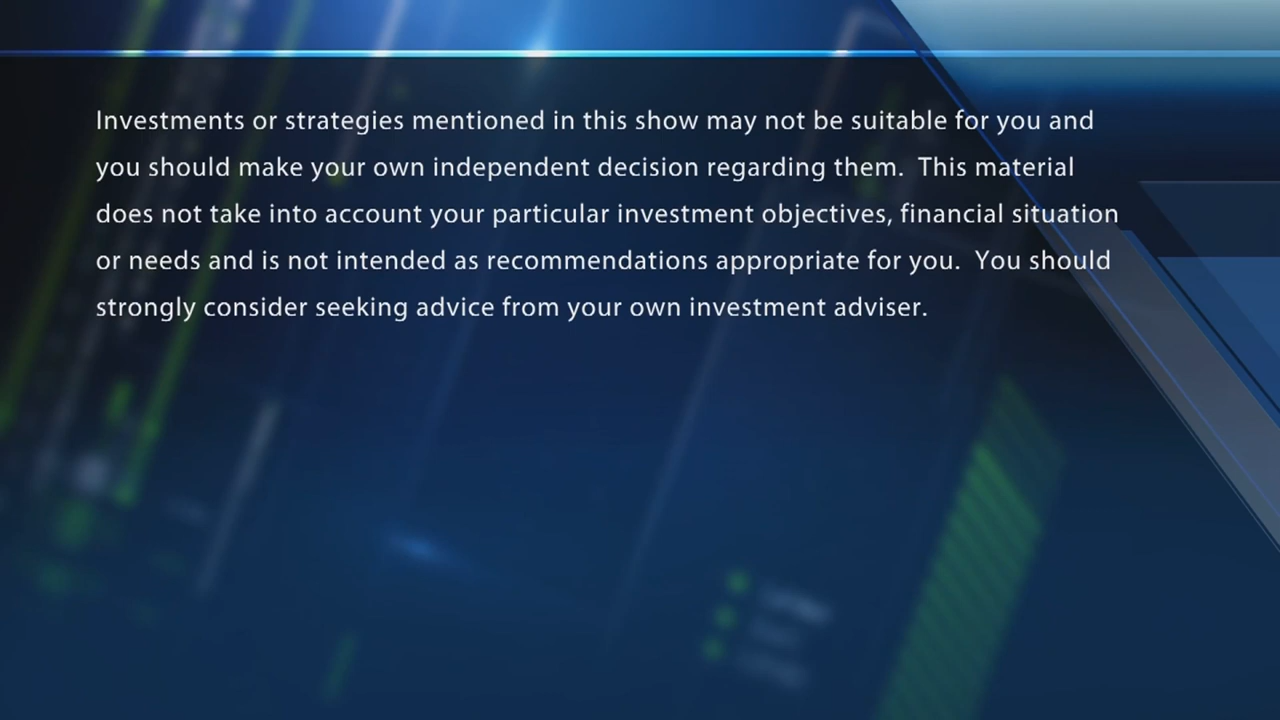 Investments or strategies mentioned in this show may not be suitable for you and
you should make your own independent decision regarding them.  This material
does not take into account your particular investment objectives, financial situation
or needs and is not intended as recommendations appropriate for you.  You should
strongly consider seeking advice from your own investment adviser.